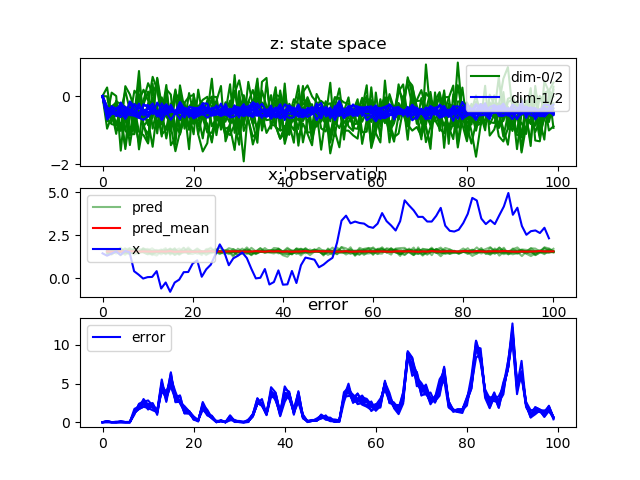 z: state space
0
−2
dim-0/2
dim-1/2
0 20 40 60 80 100
x: observation
5.0
2.5
0.0
pred
pred_mean
x
0 20 40 60 80 100
error
10
5
0
error
0 20 40 60 80 100